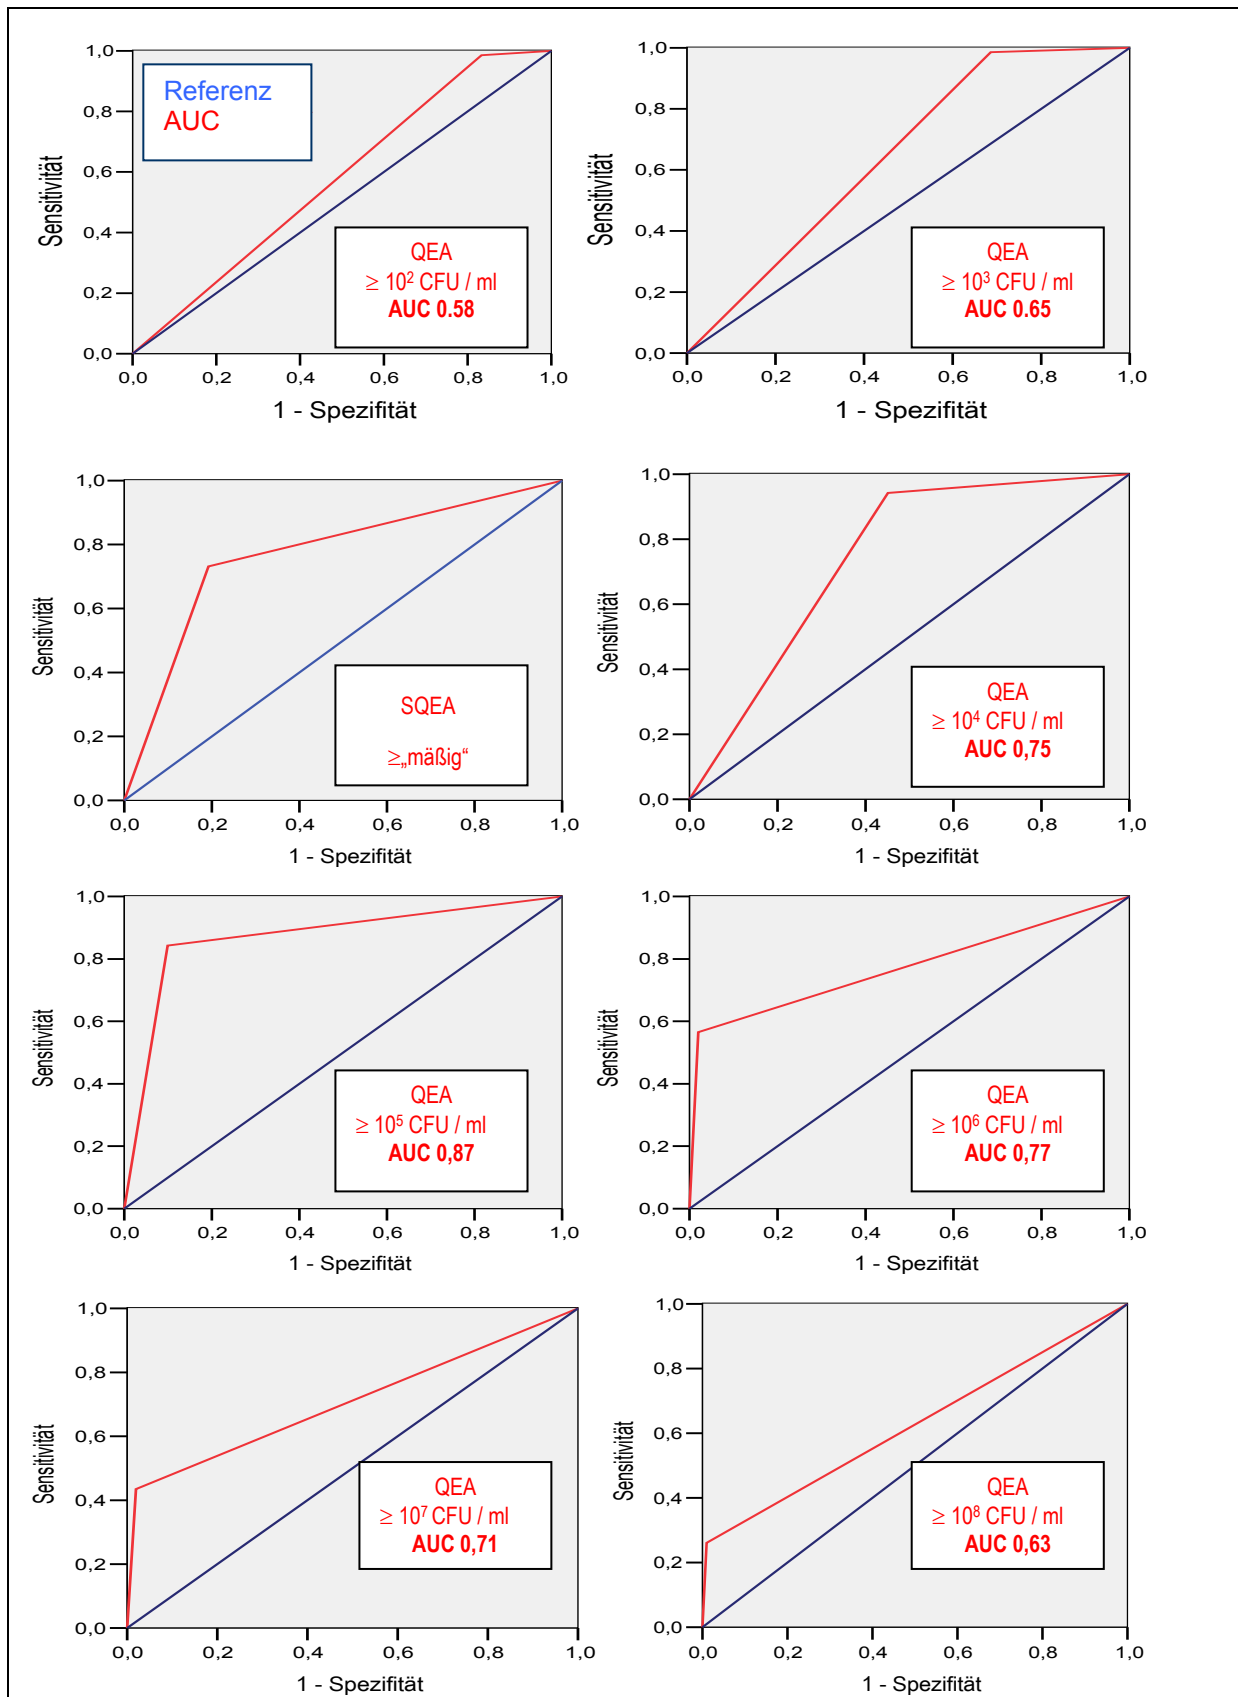 1,0
0,8
0,6
0,4
0,2
0,0
Sensitivität
Referenz
AUC
QEA
≥ 10² CFU / ml
AUC 0.58
0,0 0,2 0,4 0,6 0,8 1,0
1 - Spezifität
1,0
0,8
0,6
0,4
0,2
0,0
Sensitivität
QEA
≥ 10³ CFU / ml
AUC 0.65
0,0 0,2 0,4 0,6 0,8 1,0
1 - Spezifität
1,0
0,8
0,6
0,4
0,2
0,0
Sensitivität
SQEA
≥„mäßig“
0,0 0,2 0,4 0,6 0,8 1,0
1 - Spezifität
1,0
0,8
0,6
0,4
0,2
0,0
Sensitivität
QEA
≥ 10⁴ CFU / ml
AUC 0,75
0,0 0,2 0,4 0,6 0,8 1,0
1 - Spezifität
1,0
0,8
0,6
0,4
0,2
0,0
Sensitivität
QEA
≥ 10⁵ CFU / ml
AUC 0,87
0,0 0,2 0,4 0,6 0,8 1,0
1 - Spezifität
1,0
0,8
0,6
0,4
0,2
0,0
Sensitivität
QEA
≥ 10⁶ CFU / ml
AUC 0,77
0,0 0,2 0,4 0,6 0,8 1,0
1 - Spezifität
1,0
0,8
0,6
0,4
0,2
0,0
Sensitivität
QEA
≥ 10⁷ CFU / ml
AUC 0,71
0,0 0,2 0,4 0,6 0,8 1,0
1 - Spezifität
1,0
0,8
0,6
0,4
0,2
0,0
Sensitivität
QEA
≥ 10⁸ CFU / ml
AUC 0,63
0,0 0,2 0,4 0,6 0,8 1,0
1 - Spezifität